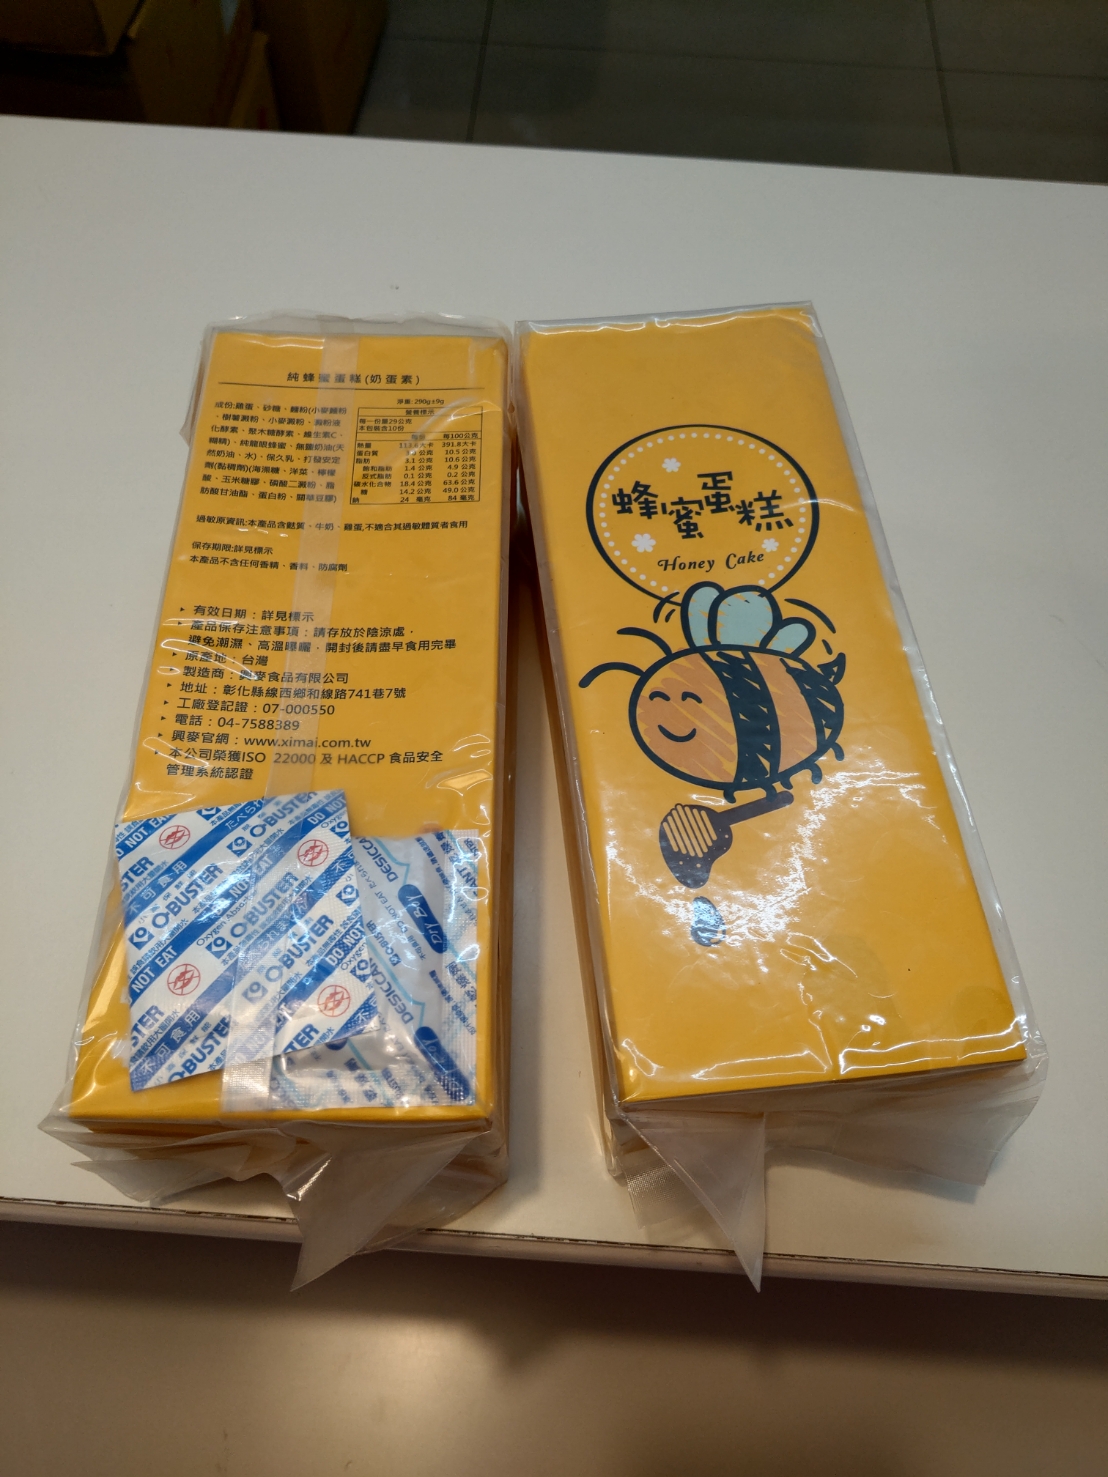 純蜂蜜蛋糕(奶蛋素)
成份:雞蛋、砂糖、麵粉(小麥麵粉
、樹薯澱粉、小麥澱粉、澱粉液
化酵素、聚木糖酵素、維生素C、
糊精)、純龍眼蜂蜜、無鹽奶油(天
然奶油、水)、保久乳、打發安定
劑(黏稠劑)(海藻糖、洋菜、檸檬
酸、玉米糖膠、磷酸二澱粉、脂
肪酸甘油酯、蛋白粉、關華豆膠)
淨重: 290g±9g
營養標示
每一份量29公克
本包裝含10份
每份 每100公克
熱量 大卡 391.8大卡
蛋白質 公克 10.5 公克
脂肪 3.1 公克 10.6 公克
飽和脂肪 1.4 公克 4.9 公克
反式脂肪 0.1 公克 0.2 公克
碳水化合物 18.4 公克 63.6 公克
糖 14.2 公克 49.0 公克
鈉 24 毫克 84 毫克
過敏原資訊:本產品含麩質、牛奶、雞蛋,不適合其過敏體質者食用
保存期限:詳見標示
本產品不含任何香精、香料、防腐劑
‣ 有效日期:詳見標示
‣ 產品保存注意事項:請存放於陰涼處,
避免潮濕、高溫曝曬,開封後請盡早食用完畢
‣ 原產地:台灣
‣ 製造商:興麥食品有限公司
‣ 地址:彰化縣線西鄉和線路741巷7號
‣ 工廠登記證:07-000550
‣ 電話:04-7588389
‣ 興麥官網:www.ximai.com.tw
‣ 本公司榮獲ISO 22000 及 HACCP 食品安全
管理系統認證
DO NOT EAT
不可食用
O-BUSTER
DESICCANT
Dry Bag
蜂蜜蛋糕
Honey Cake